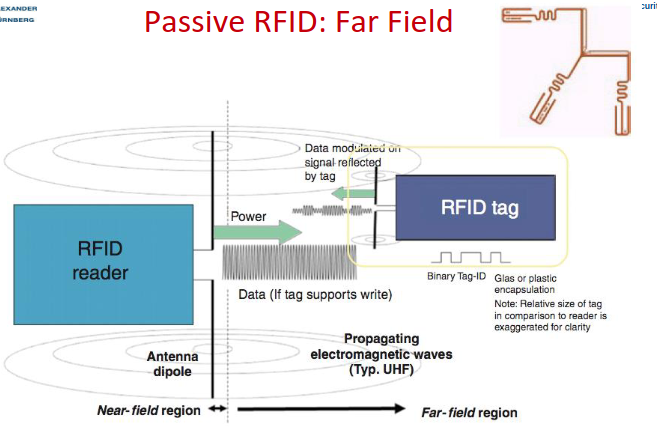 EXANDER
ÜRNBERG
Passive RFID: Far Field
curit
Data modulated on
signal reflected
by tag
Power
RFID
reader
RFID tag
Data (If tag supports write)
Binary Tag-ID
Glas or plastic
encapsulation
Note: Relative size of tag
in comparison to reader is
exaggerated for clarity
Antenna
dipole
Propagating
electromagnetic waves
(Typ. UHF)
Near-field region
Far-field region